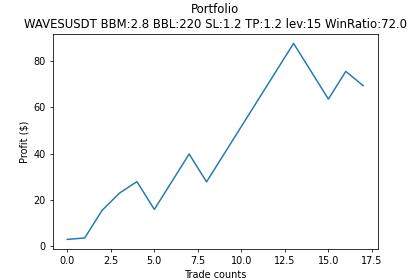 Portfolio
WAVESUSDT BBM:2.8 BBL:220 SL:1.2 TP:1.2 lev:15 WinRatio:72.0
80
60
40
20
0
Profit ($)
0.0 2.5 5.0 7.5 10.0 12.5 15.0 17.5
Trade counts